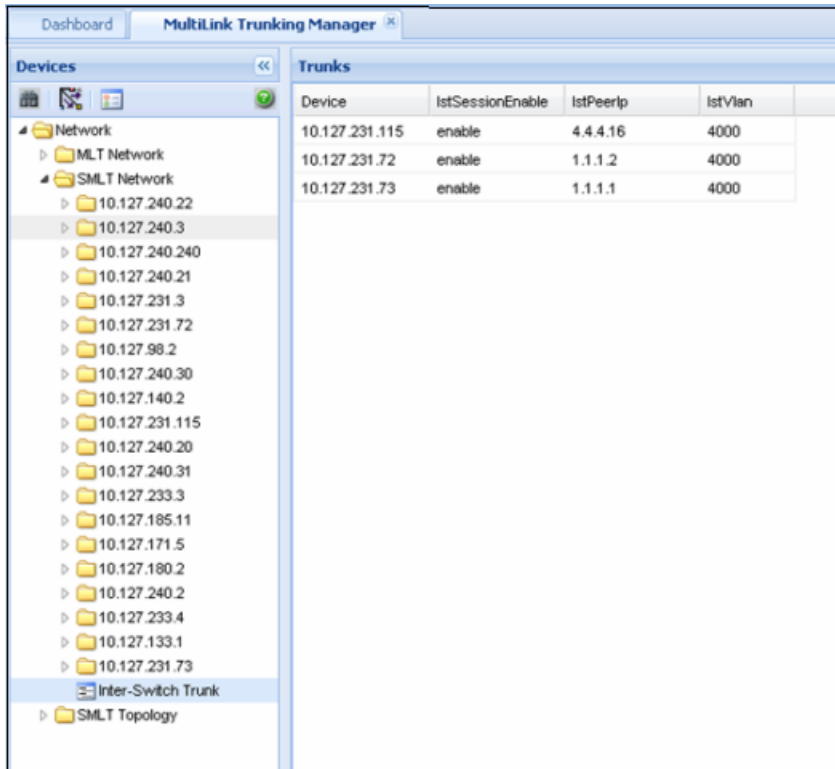 Dashboard
MultiLink Trunking Manager
Devices
Network
MLT Network
SMLT Network
10.127.240.22
10.127.240.3
10.127.240.240
10.127.240.21
10.127.231.3
10.127.231.72
10.127.98.2
10.127.240.30
10.127.140.2
10.127.231.115
10.127.240.20
10.127.240.31
10.127.233.3
10.127.185.11
10.127.171.5
10.127.180.2
10.127.240.2
10.127.233.4
10.127.133.1
10.127.231.73
Inter-Switch Trunk
SMLT Topology
Trunks
Device IstSessionEnable IstPeerIp IstVlan
10.127.231.115 enable 4.4.4.16 4000
10.127.231.72 enable 1.1.1.2 4000
10.127.231.73 enable 1.1.1.1 4000